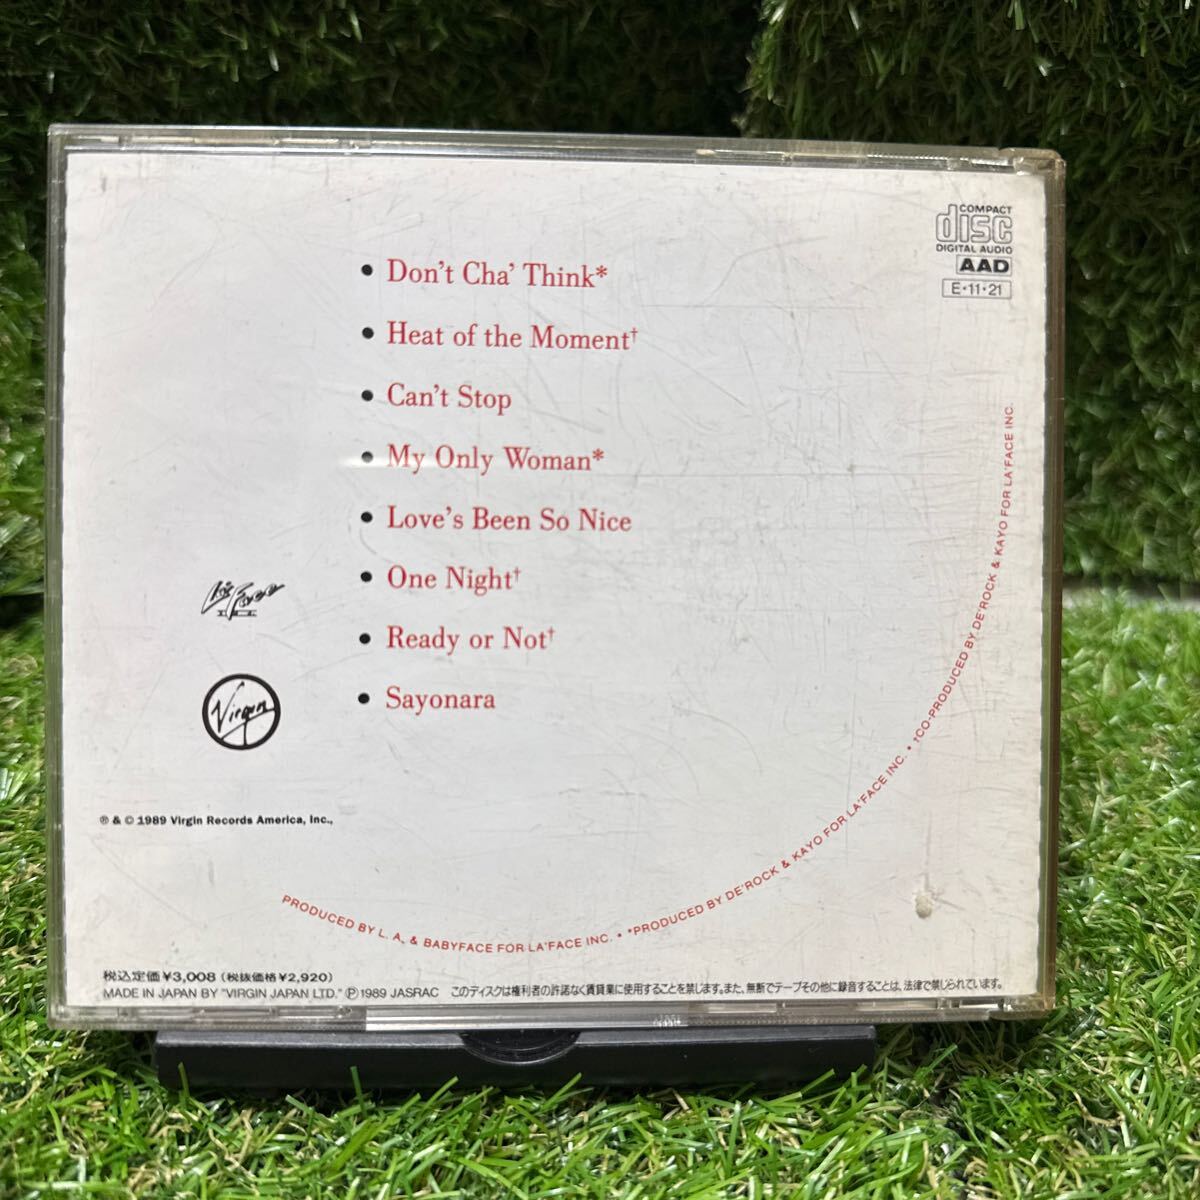 COMPACT
disc
DIGITAL AUDIO
AAD
E・11・21
• Don't Cha' Think*
• Heat of the Moment†
• Can't Stop
• My Only Woman*
• Love's Been So Nice
• One Night†
• Ready or Not†
• Sayonara
Virgin
℗ & © 1989 Virgin Records America, Inc.,
PRODUCED BY L. A. & BABYFACE FOR LA'FACE INC. • *PRODUCED BY DE'ROCK & KAYO FOR LA'FACE INC. • †CO-PRODUCED BY DE'ROCK & KAYO FOR LA'FACE INC.
税込定価¥3,008（税抜価格¥2,920）
MADE IN JAPAN BY "VIRGIN JAPAN LTD." ℗ 1989 JASRAC このディスクは権利者の許諾なく賃貸業に使用することを禁じます。また、無断でテープその他に録音することは、法律で禁じられています。